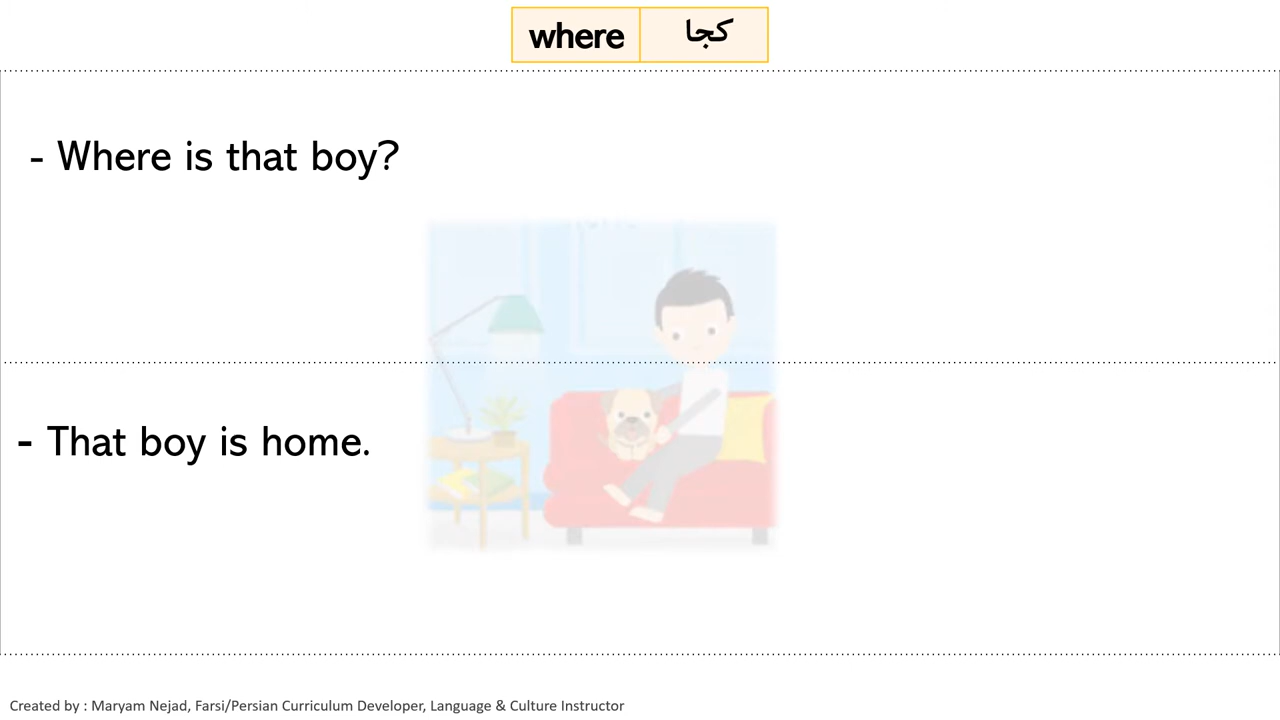 where کجا
- Where is that boy?
- That boy is home.
Created by : Maryam Nejad, Farsi/Persian Curriculum Developer, Language & Culture Instructor